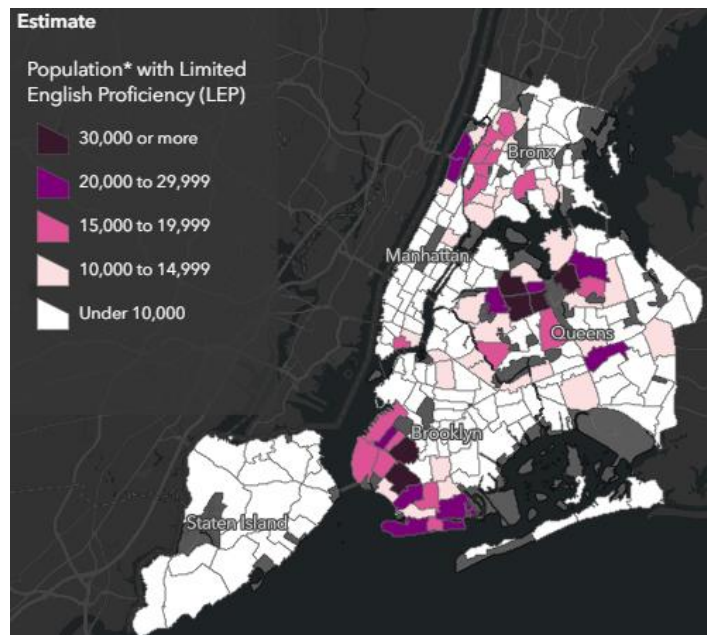 Estimate
Population* with Limited
English Proficiency (LEP)
30,000 or more
20,000 to 29,999
15,000 to 19,999
10,000 to 14,999
Under 10,000
Bronx
Manhattan
Queens
Brooklyn
Staten Island